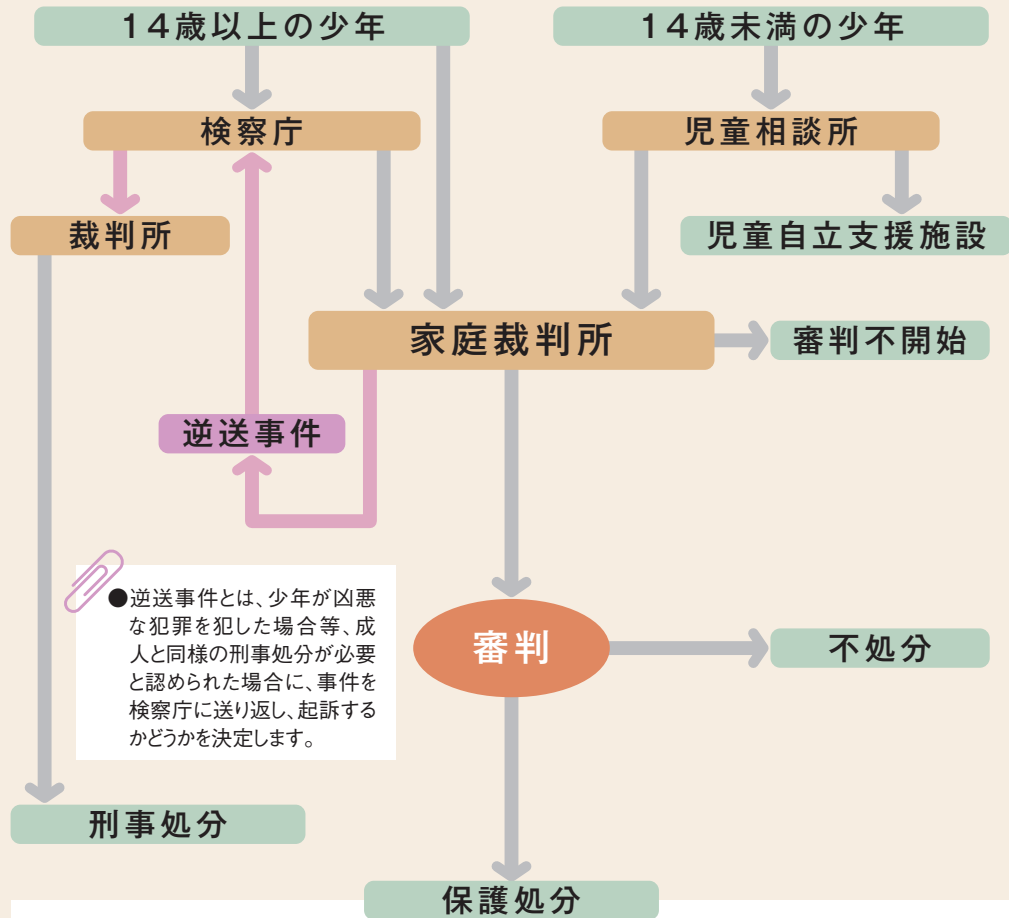 14歳以上の少年
14歳未満の少年
検察庁
児童相談所
裁判所
児童自立支援施設
家庭裁判所
審判不開始
逆送事件
●逆送事件とは、少年が凶悪
な犯罪を犯した場合等、成
人と同様の刑事処分が必要
と認められた場合に、事件を
検察庁に送り返し、起訴する
かどうかを決定します。
審判
不処分
刑事処分
保護処分